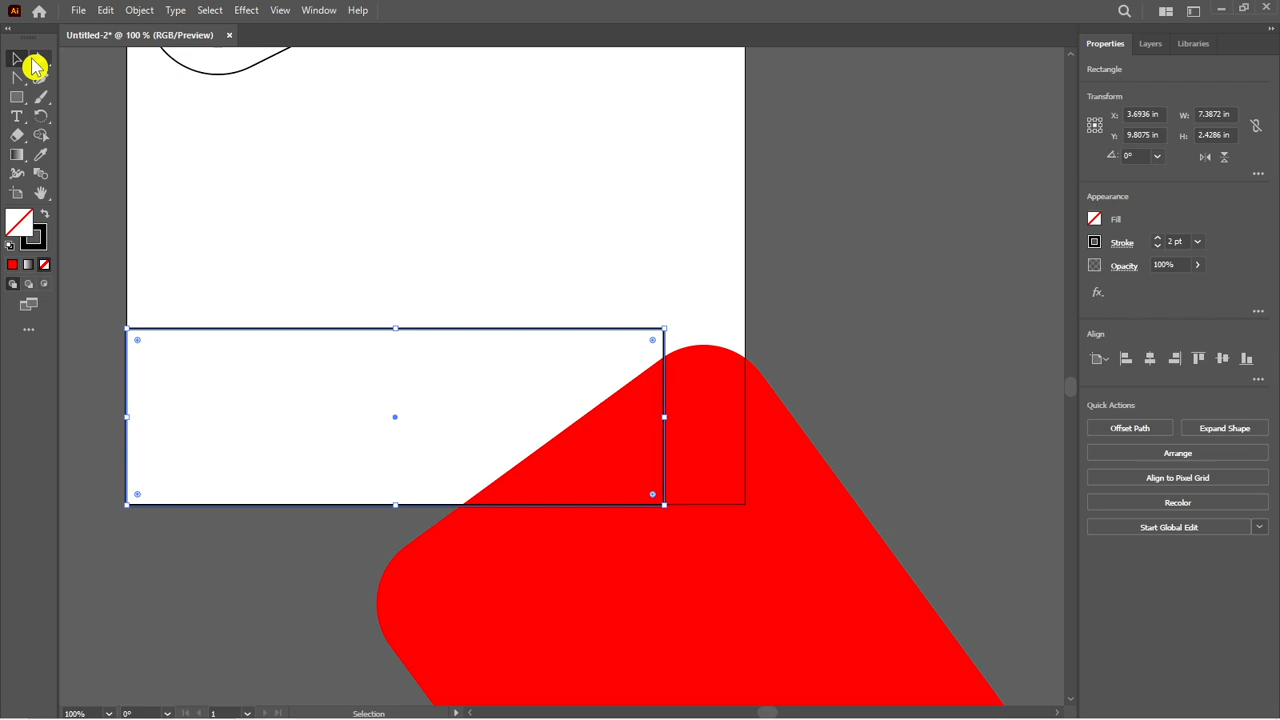 Ai File Edit Object Type Select Effect View Window Help
Untitled-2* @ 100 % (RGB/Preview)
Properties Layers Libraries
Rectangle
Transform
X: 3.6936 in W: 7.3872 in
Y: 9.8075 in H: 2.4286 in
0°
Appearance
Fill
Stroke 2 pt
Opacity 100%
fx.
Align
Quick Actions
Offset Path Expand Shape
Arrange
Align to Pixel Grid
Recolor
Start Global Edit
100% 0° 1 Selection